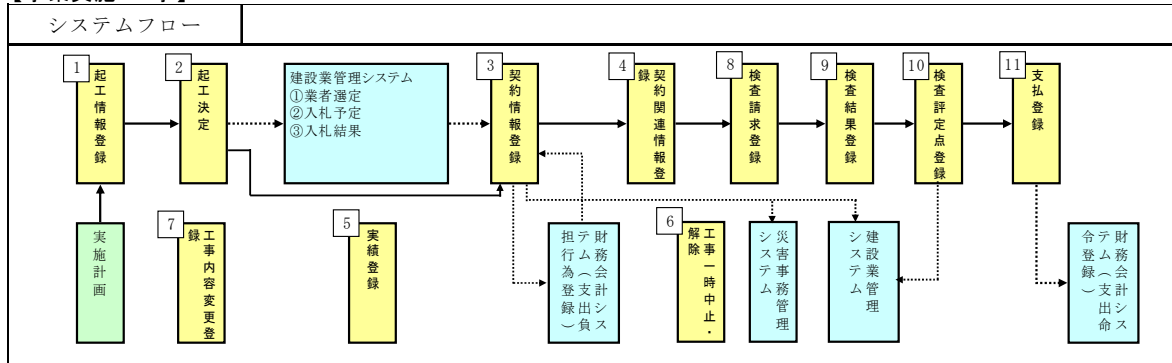 システムフロー
1
起工情報登録
2
起工決定
建設業管理システム
①業者選定
②入札予定
③入札結果
3
契約情報登録
4
契約関連情報登
録
8
検査請求登録
9
検査結果登録
10
検査評定点登録
11
支払登録
実施計画
7
工事内容変更登
録
5
実績登録
財務会計シス
テム（支出負
担行為登録）
6
工事一時中止・
解除
災害事務管理
システム
建設業管理
システム
財務会計シス
テム（支出命
令登録）